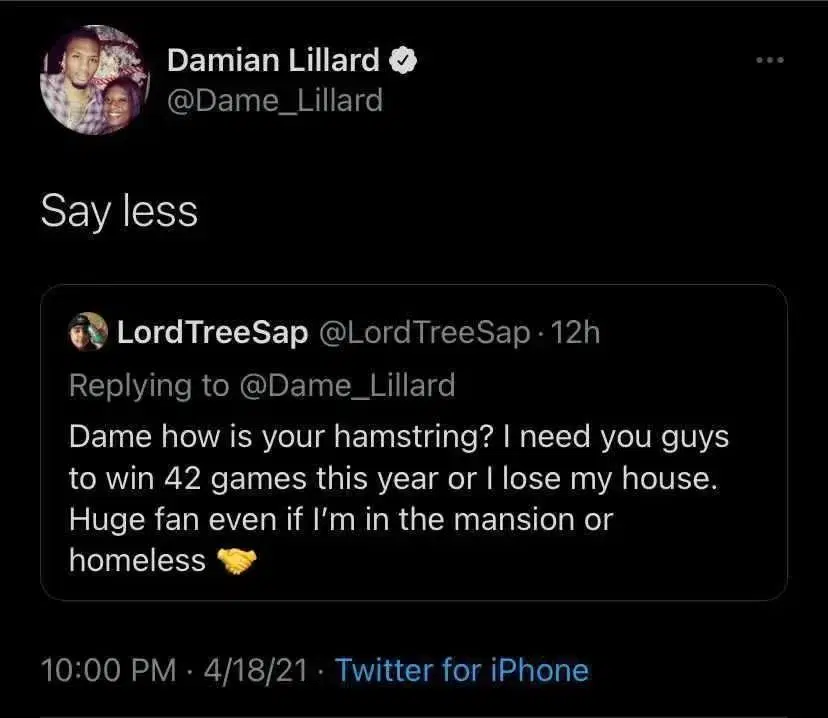 Damian Lillard
@Dame_Lillard
Say less
LordTreeSap @LordTreeSap · 12h
Replying to @Dame_Lillard
Dame how is your hamstring? I need you guys
to win 42 games this year or I lose my house.
Huge fan even if I’m in the mansion or
homeless 🤝
10:00 PM · 4/18/21 · Twitter for iPhone